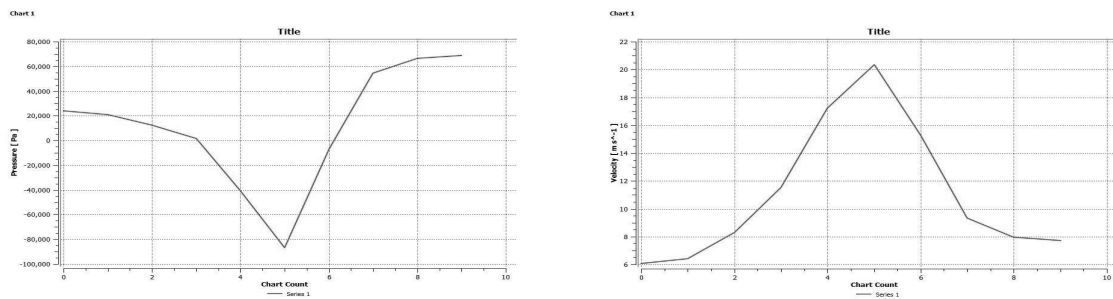 Chart 1
Title
80,000
60,000
40,000
20,000
0
-20,000
-40,000
-60,000
-80,000
-100,000
Pressure [ Pa ]
0 2 4 6 8 10
Chart Count
Series 1
Chart 1
Title
22
20
18
16
14
12
10
8
6
Velocity [ m s^-1 ]
0 2 4 6 8 10
Chart Count
Series 1